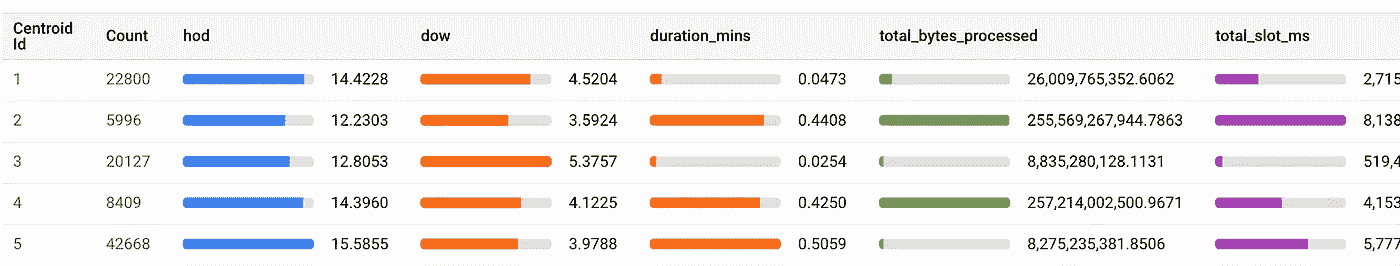 Centroid Id Count hod dow duration_mins total_bytes_processed total_slot_ms
1 22800 14.4228 4.5204 0.0473 26,009,765,352.6062 2,715
2 5996 12.2303 3.5924 0.4408 255,569,267,944.7863 8,138
3 20127 12.8053 5.3757 0.0254 8,835,280,128.1131 519,4
4 8409 14.3960 4.1225 0.4250 257,214,002,500.9671 4,153
5 42668 15.5855 3.9788 0.5059 8,275,235,381.8506 5,777